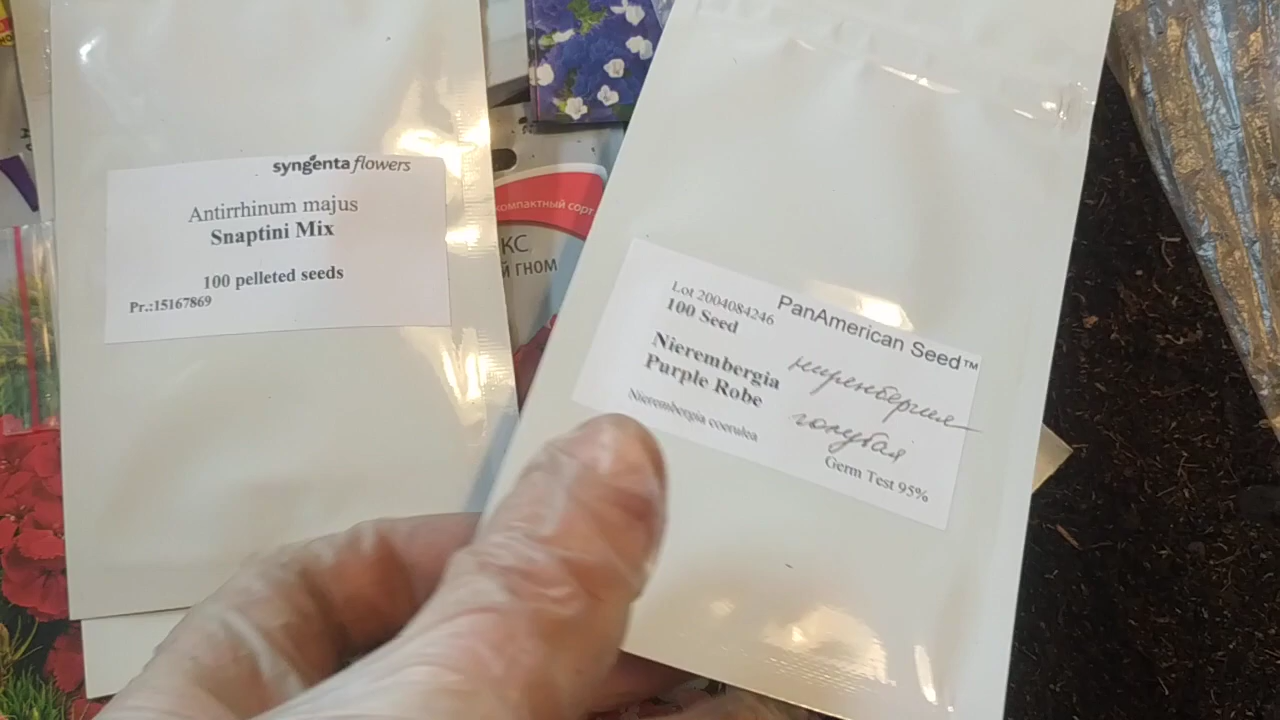 syngenta flowers
Antirrhinum majus
Snaptini Mix
100 pelleted seeds
Pr.:15167869
компактный сорт
КС
Й ГНОМ
PanAmerican Seed™
Lot 2004084246
100 Seed
Nierembergia
Purple Robe
Nierembergia coerulea
ниренбергия
голубая
Germ Test 95%